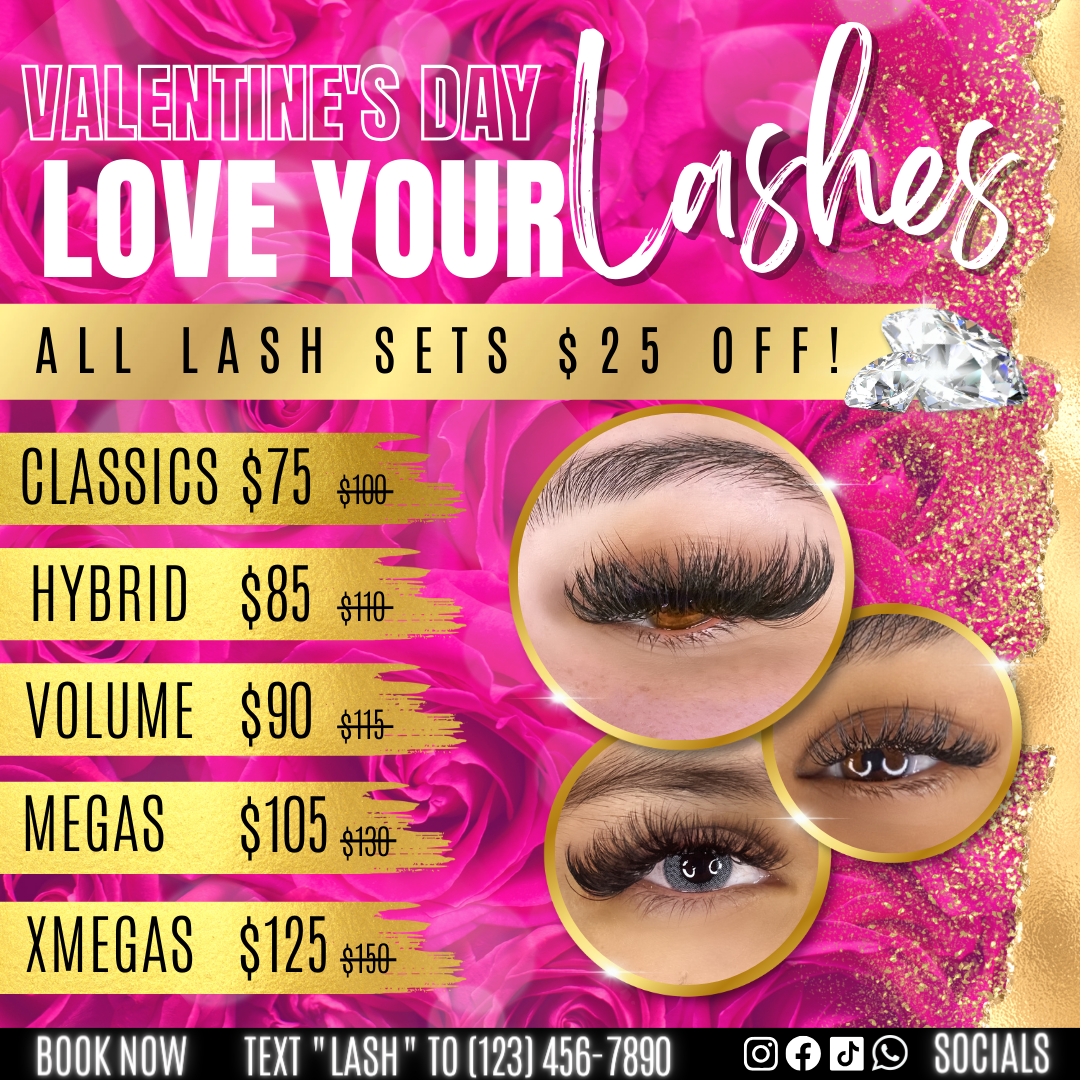 VALENTINE'S DAY
LOVE YOUR Lashes
ALL LASH SETS $25 OFF!
CLASSICS $75 $100
HYBRID $85 $110
VOLUME $90 $115
MEGAS $105 $130
XMEGAS $125 $150
BOOK NOW TEXT "LASH" TO (123) 456-7890 SOCIALS